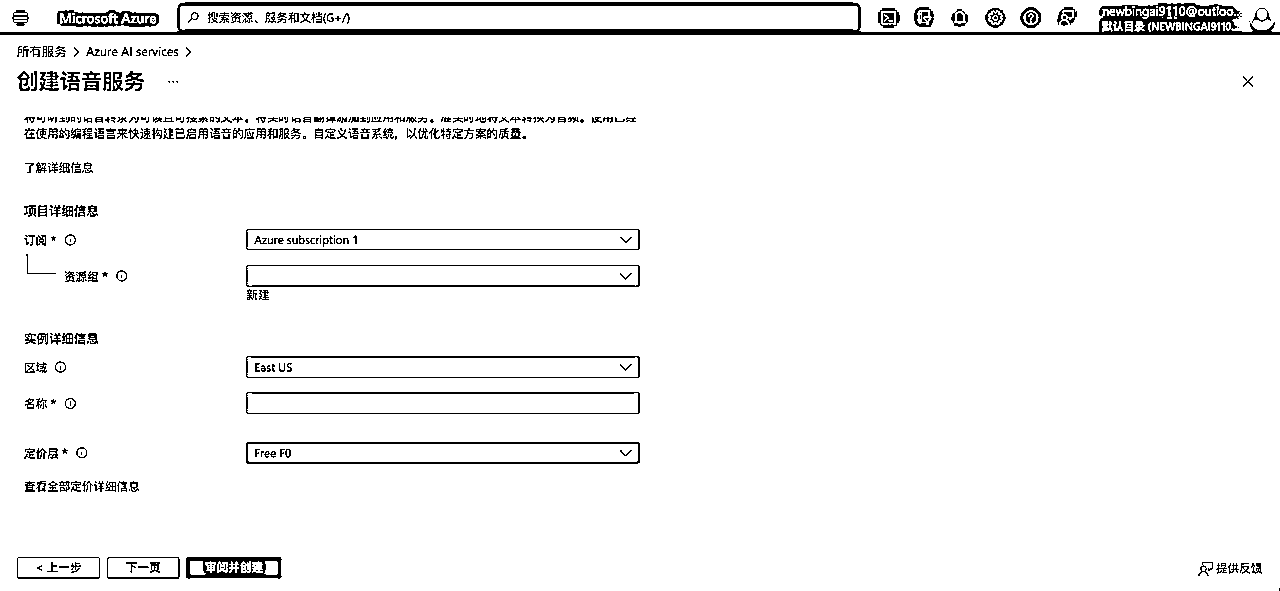 Microsoft Azure
搜索资源、服务和文档(G+/)
newbingai9110@outloo...
默认目录 (NEWBINGAI9110...
所有服务 > Azure AI services >
创建语音服务 ...
在使用的编程语言来快速构建已启用语音的应用和服务。自定义语音系统，以优化特定方案的质量。
了解详细信息
项目详细信息
订阅 *
Azure subscription 1
资源组 *
新建
实例详细信息
区域
East US
名称 *
定价层 *
Free F0
查看全部定价详细信息
< 上一步
下一页
审阅并创建
提供反馈